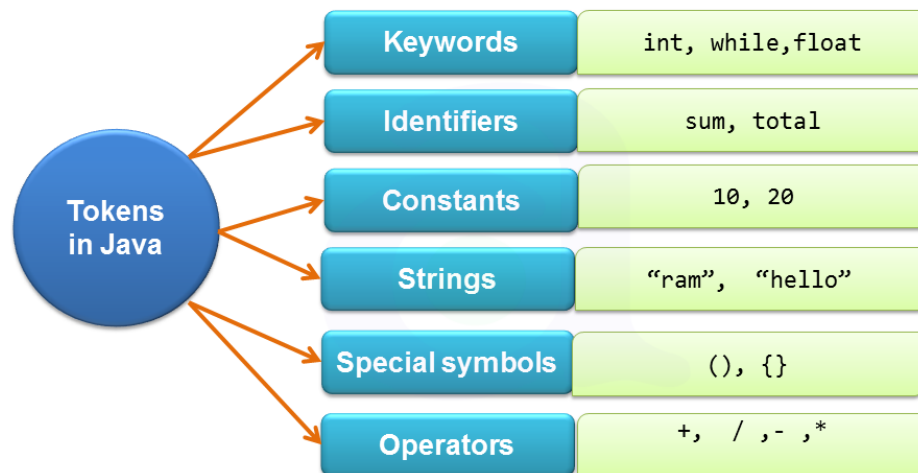 Tokens
in Java
Keywords
int, while,float
Identifiers
sum, total
Constants
10, 20
Strings
“ram”, “hello”
Special symbols
(), {}
Operators
+, / ,- ,*